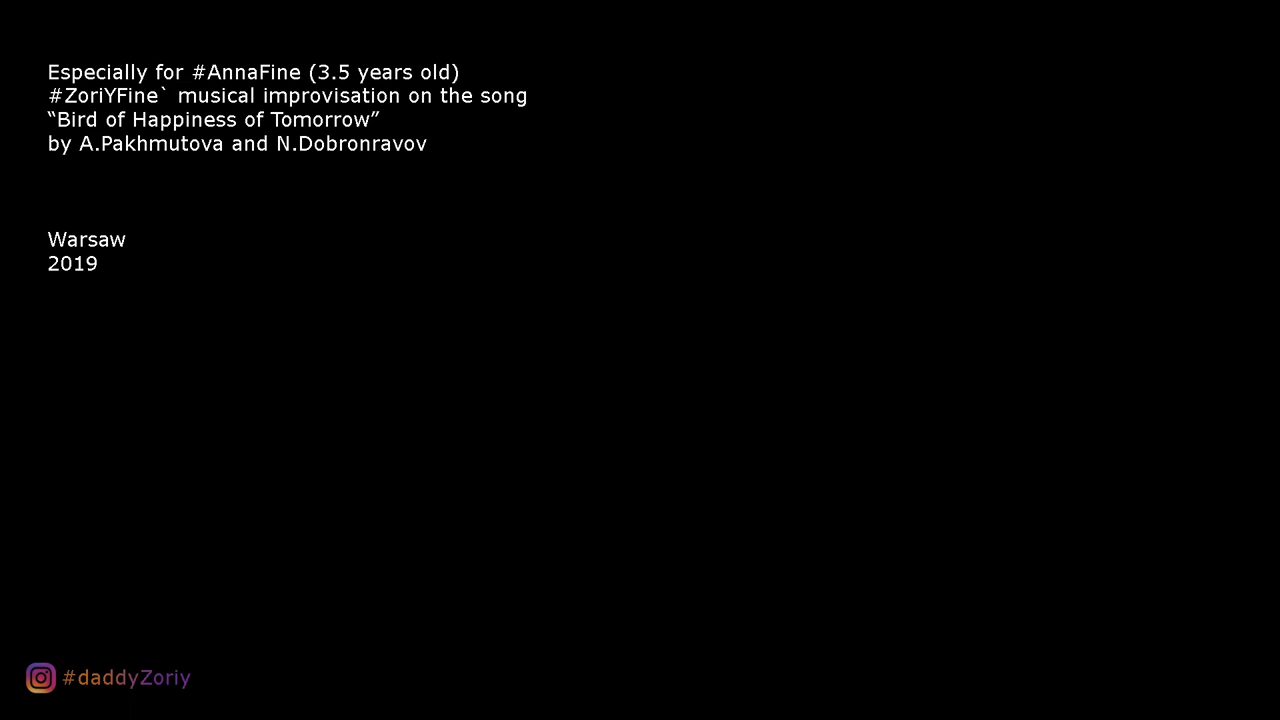 Especially for #AnnaFine (3.5 years old)
#ZoriYFine` musical improvisation on the song
“Bird of Happiness of Tomorrow”
by A.Pakhmutova and N.Dobronravov
Warsaw
2019
#daddyZoriy